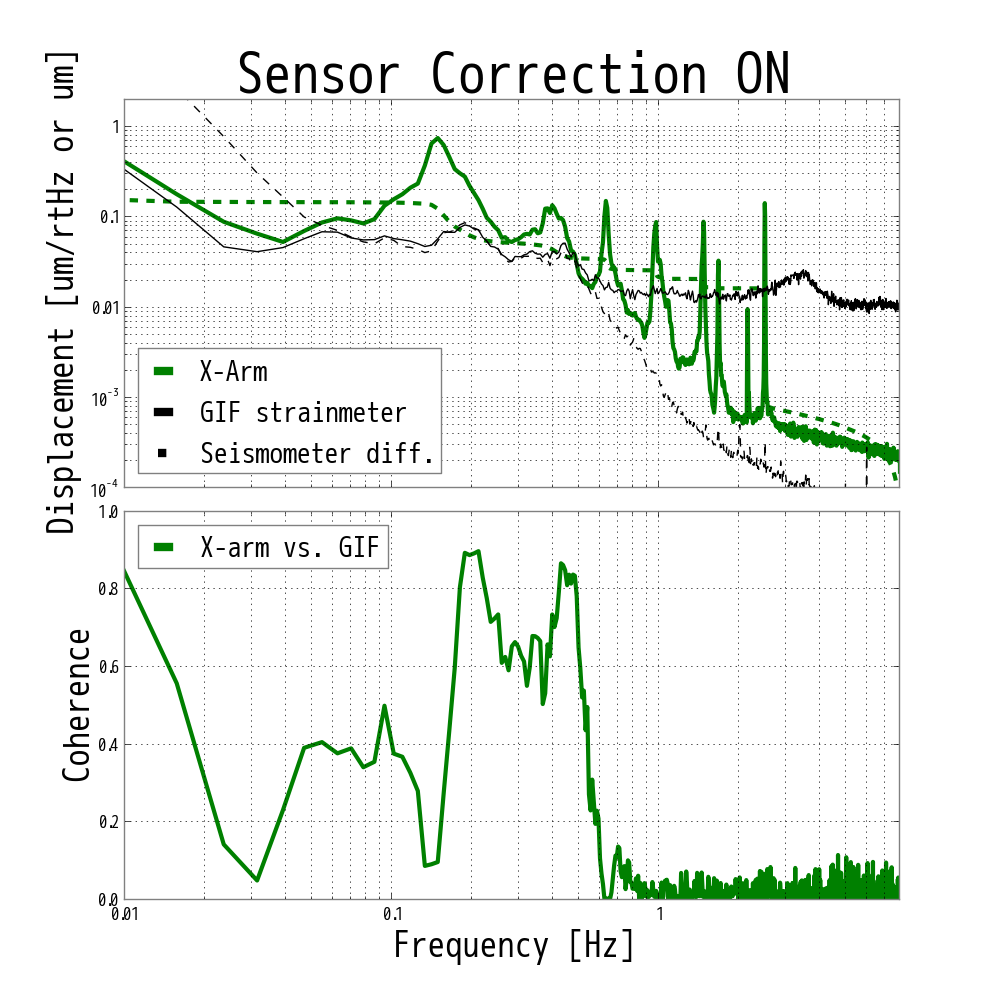 Sensor Correction ON
Displacement [um/rtHz or um]
1
0.1
0.01
10⁻³
10⁻⁴
X-Arm
GIF strainmeter
Seismometer diff.
Coherence
1.0
0.8
0.6
0.4
0.2
0.0
X-arm vs. GIF
0.01
0.1
1
Frequency [Hz]